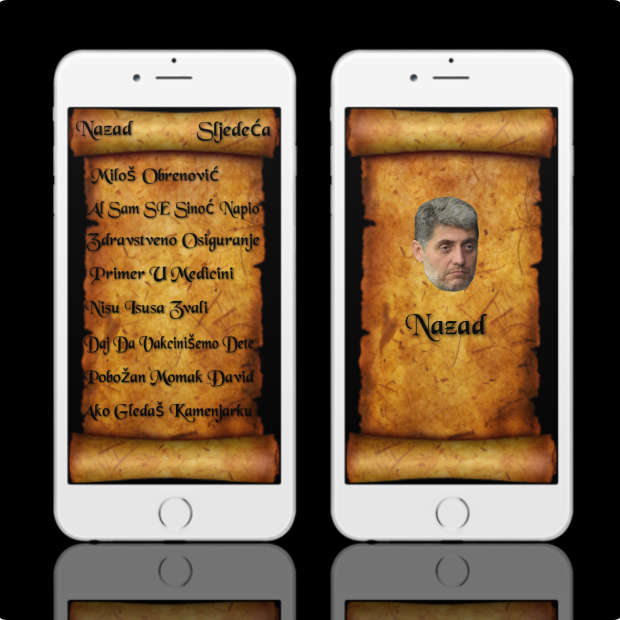 Nazad Sljedeća
Miloš Obrenović
Al Sam SE Sinoć Napio
Zdravstveno Osiguranje
Primer U Medicini
Nisu Isusa Zvali
Daj Da Vakcinišemo Dete
Pobožan Momak David
Ako Gledaš Kamenjarku
Nazad